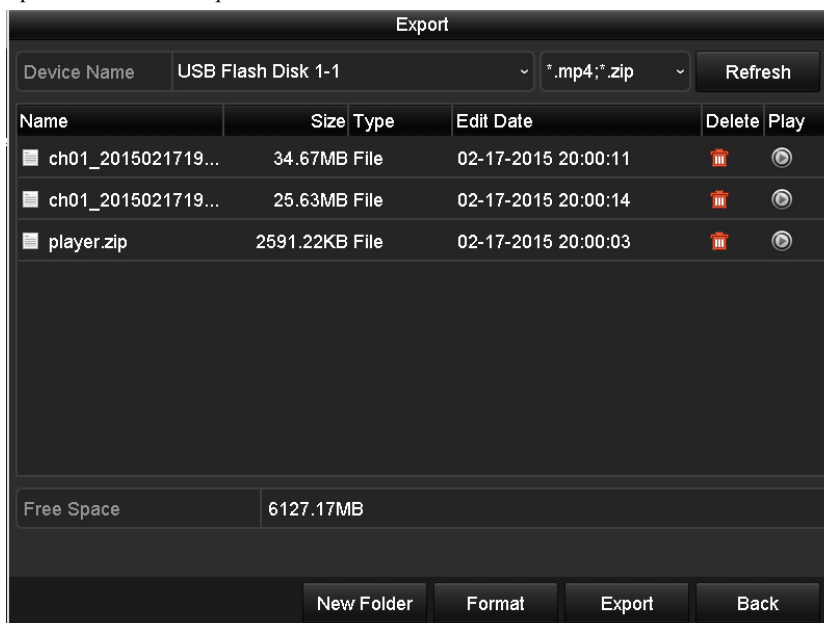 Export
Device Name USB Flash Disk 1-1 *.mp4;*.zip Refresh
Name Size Type Edit Date Delete Play
ch01_2015021719... 34.67MB File 02-17-2015 20:00:11
ch01_2015021719... 25.63MB File 02-17-2015 20:00:14
player.zip 2591.22KB File 02-17-2015 20:00:03
Free Space 6127.17MB
New Folder Format Export Back